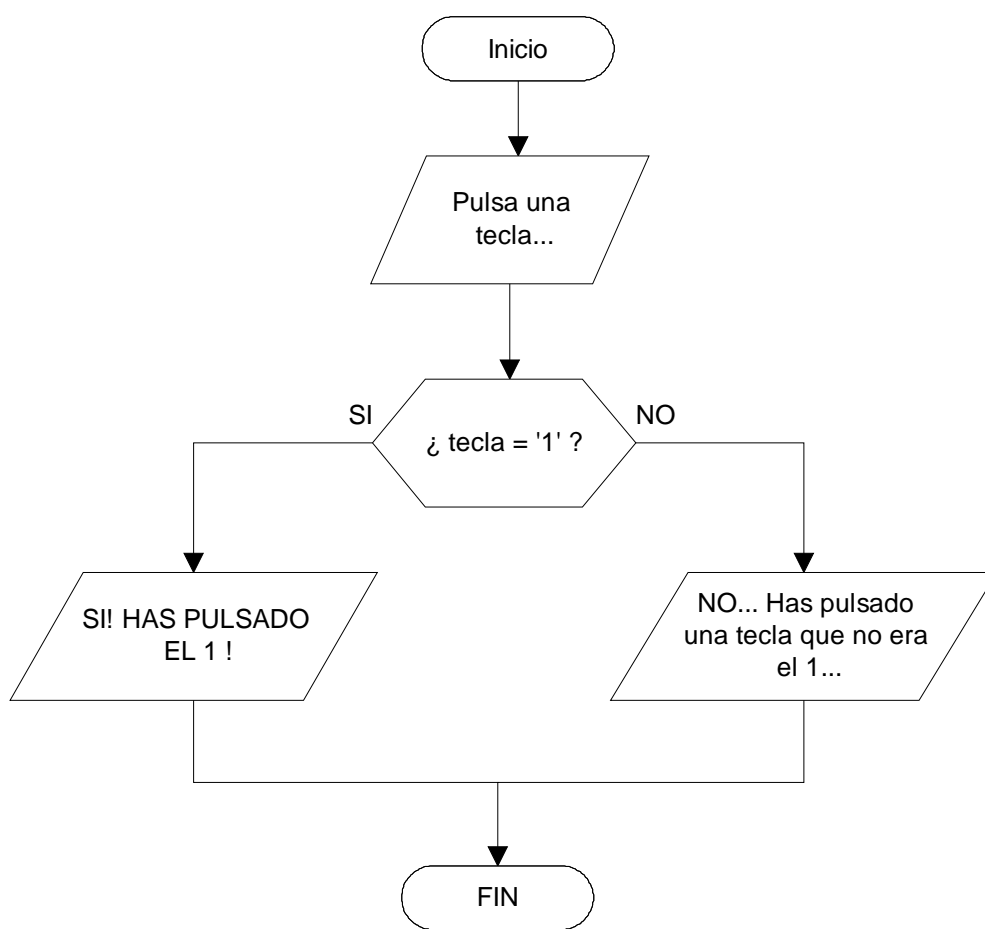 Inicio
Pulsa una
tecla...
SI
NO
¿ tecla = '1' ?
SI! HAS PULSADO
EL 1 !
NO... Has pulsado
una tecla que no era
el 1...
FIN